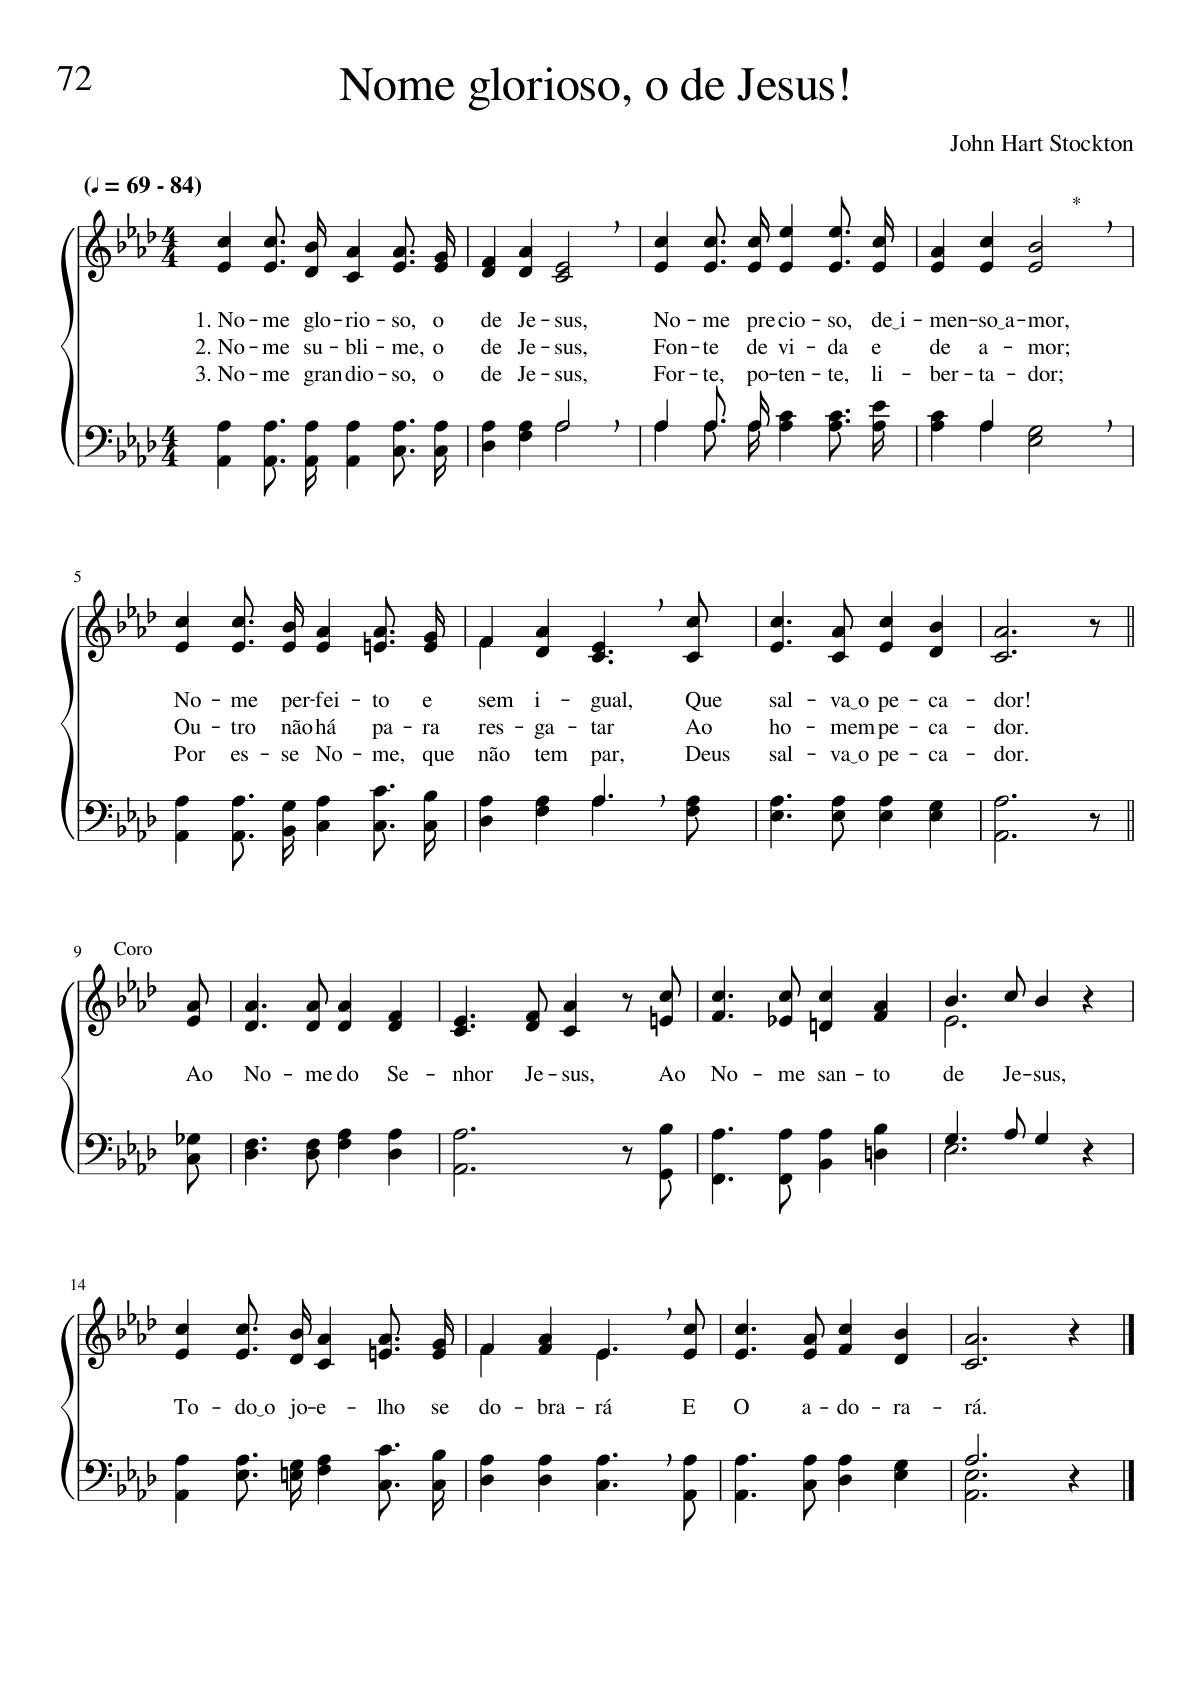 72
Nome glorioso, o de Jesus!
John Hart Stockton
(♩ = 69 - 84)
*
1. No - me glo - rio - so, o de Je - sus, No - me pre cio - so, de‿i - men - so‿a - mor,
2. No - me su - bli - me, o de Je - sus, Fon - te de vi - da e de a - mor;
3. No - me gran dio - so, o de Je - sus, For - te, po - ten - te, li - ber - ta - dor;
5
No - me per - fei - to e sem i - gual, Que sal - va‿o pe - ca - dor!
Ou - tro não há pa - ra res - ga - tar Ao ho - mem pe - ca - dor.
Por es - se No - me, que não tem par, Deus sal - va‿o pe - ca - dor.
9 Coro
Ao No - me do Se - nhor Je - sus, Ao No - me san - to de Je - sus,
14
To - do‿o jo - e - lho se do - bra - rá E O a - do - ra - rá.